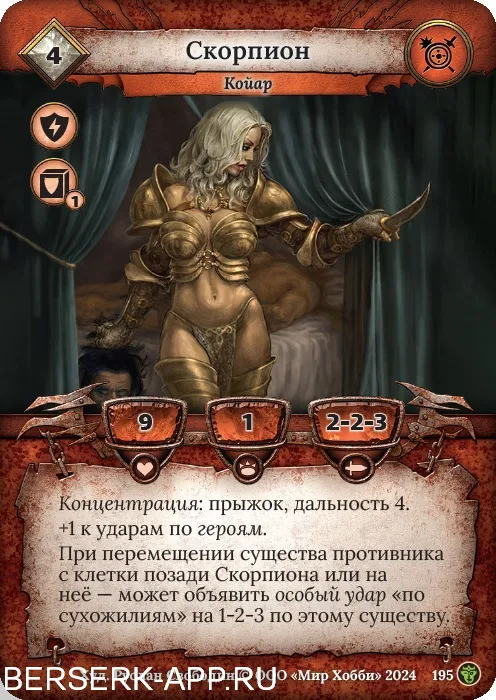 4
Скорпион
Койар
1
9
1
2-2-3
Концентрация: прыжок, дальность 4.
+1 к ударам по героям.
При перемещении существа противника
с клетки позади Скорпиона или на
неё — может объявить особый удар «по
сухожилиям» на 1-2-3 по этому существу.
© ООО «Мир Хобби» 2024 195
BERSERK-APP.RU